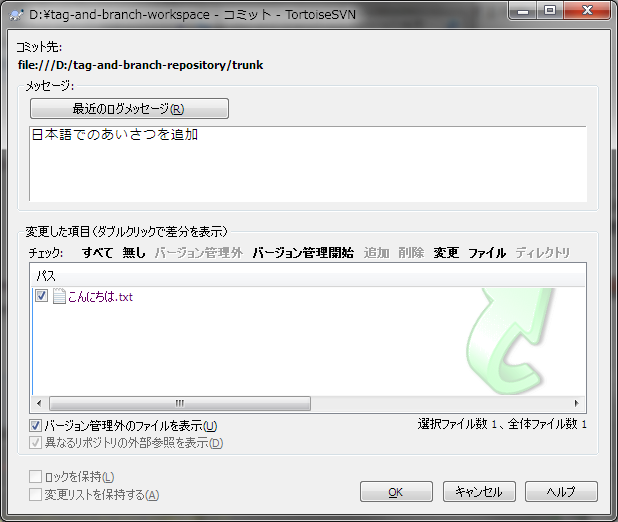 D:¥tag-and-branch-workspace - コミット - TortoiseSVN
コミット先:
file:///D:/tag-and-branch-repository/trunk
メッセージ:
最近のログメッセージ(R)
日本語でのあいさつを追加
変更した項目(ダブルクリックで差分を表示)
チェック: すべて 無し バージョン管理外 バージョン管理開始 追加 削除 変更 ファイル ディレクトリ
パス
こんにちは.txt
バージョン管理外のファイルを表示(U) 選択ファイル数 1、全体ファイル数 1
異なるリポジトリの外部参照を表示(D)
ロックを保持(L)
変更リストを保持する(A)
OK キャンセル ヘルプ